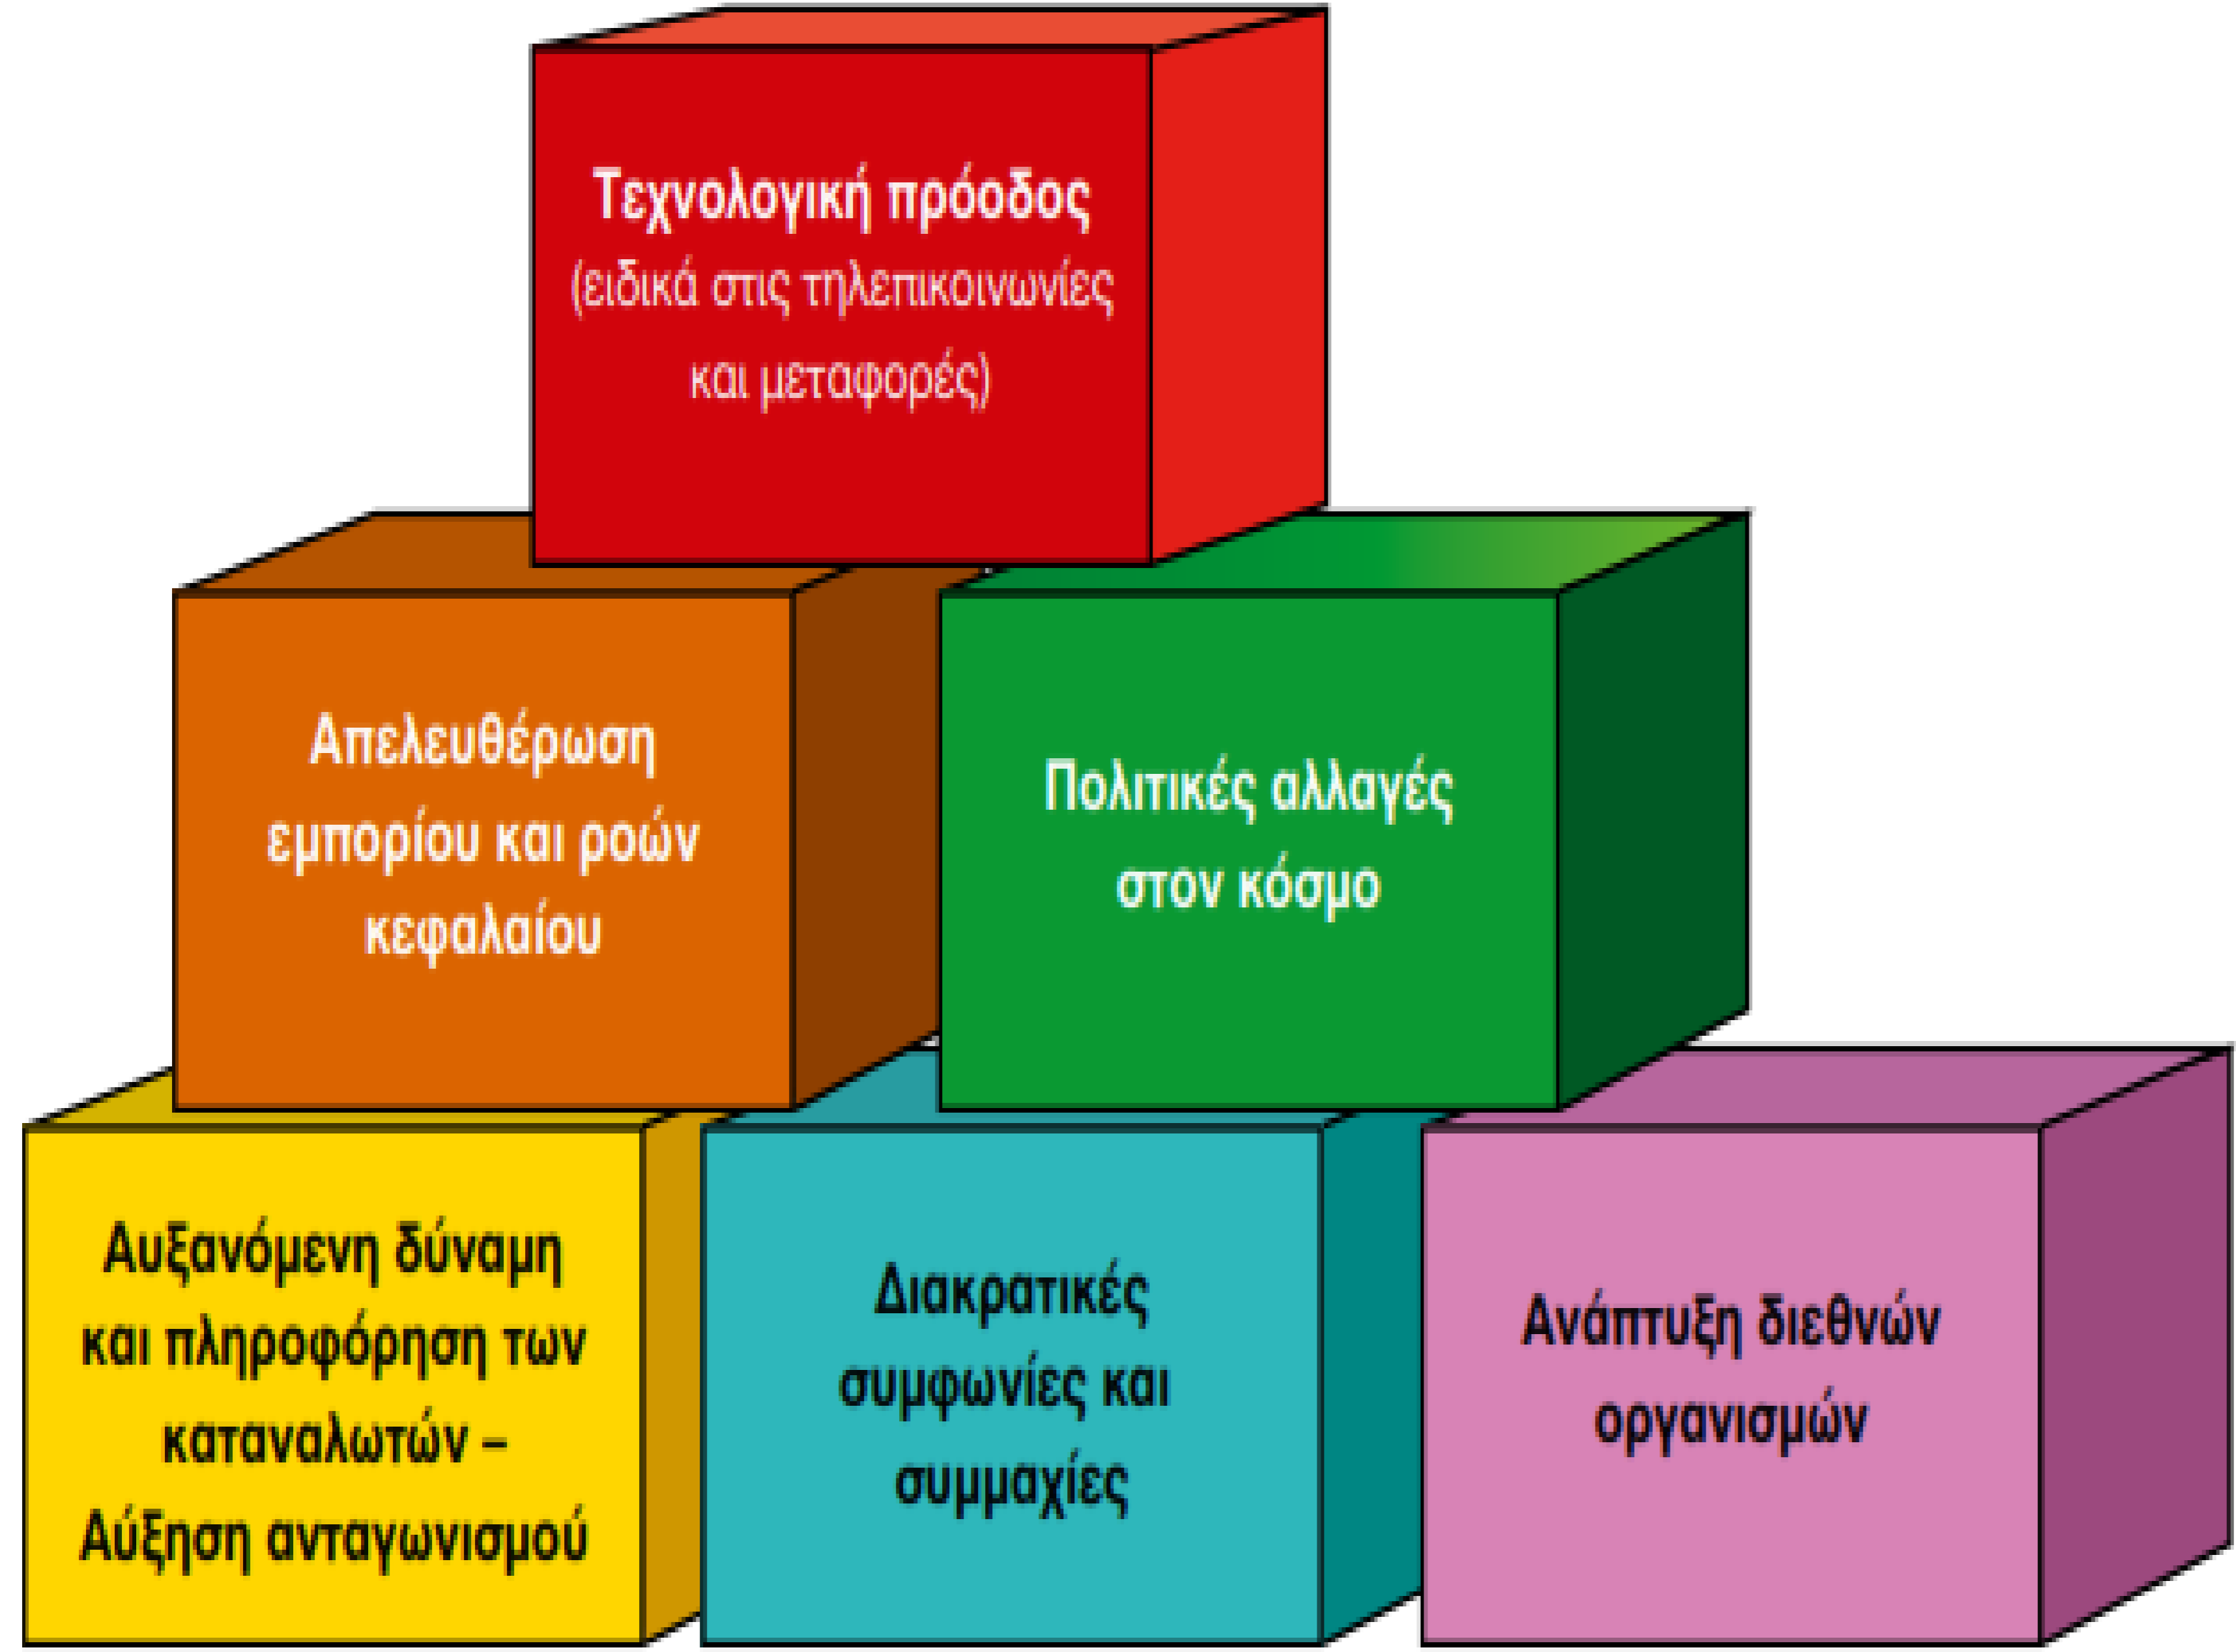 Τεχνολογική πρόοδος
(ειδικά στις τηλεπικοινωνίες
και μεταφορές)
Απελευθέρωση
εμπορίου και ροών
κεφαλαίου
Πολιτικές αλλαγές
στον κόσμο
Αυξανόμενη δύναμη
και πληροφόρηση των
καταναλωτών –
Αύξηση ανταγωνισμού
Διακρατικές
συμφωνίες και
συμμαχίες
Ανάπτυξη διεθνών
οργανισμών